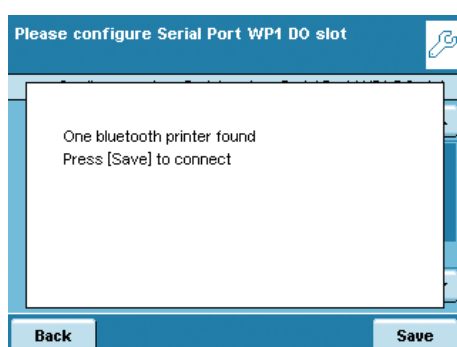 Please configure Serial Port WP1 DO slot
One bluetooth printer found
Press [Save] to connect
Back
Save